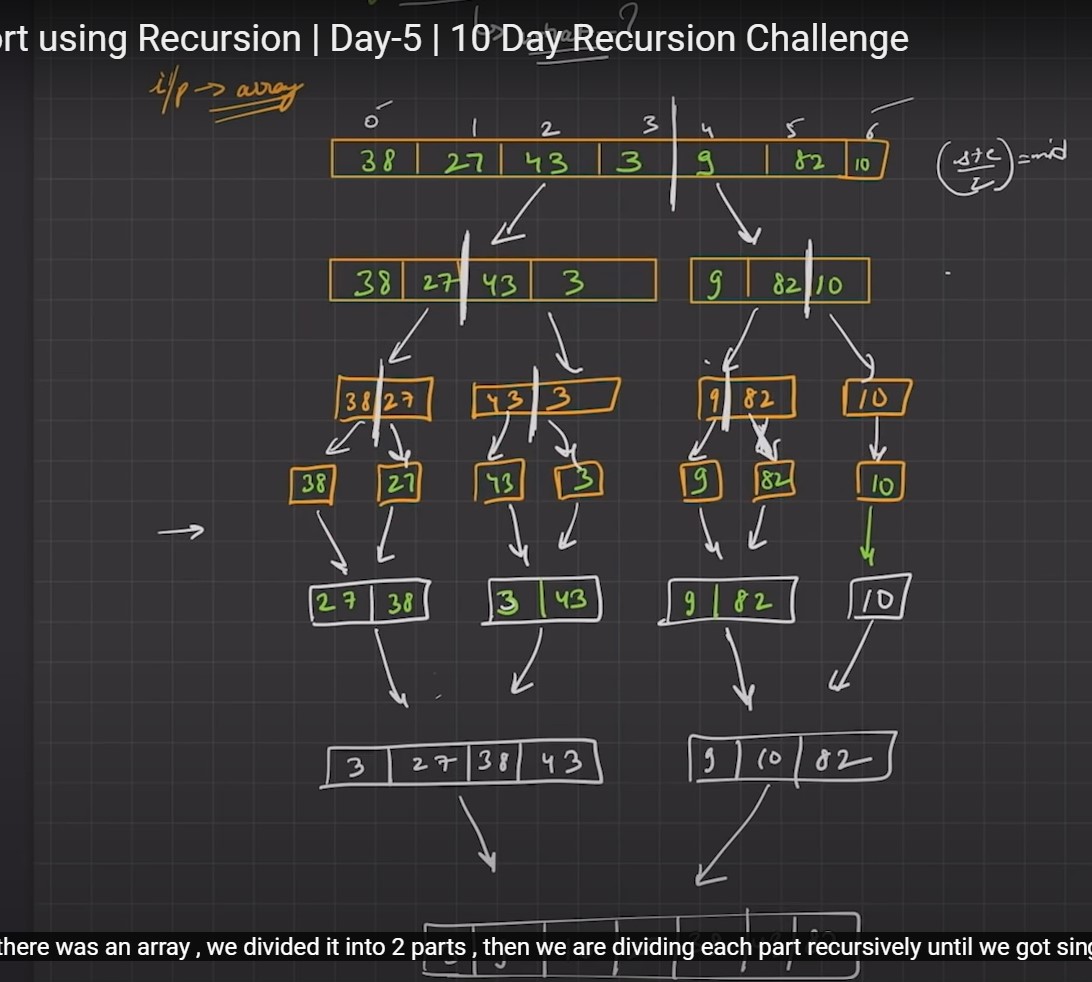 rt using Recursion | Day-5 | 10 Day Recursion Challenge
i/p → array
0 1 2 3 4 5 6
38 27 43 3 9 82 10
(s+e/2) = mid
38 27 43 3 9 82 10
38 27 43 3 9 82 10
38 27 43 3 9 82 10
27 38 3 43 9 82 10
3 27 38 43 9 10 82
there was an array , we divided it into 2 parts , then we are dividing each part recursively until we got sing